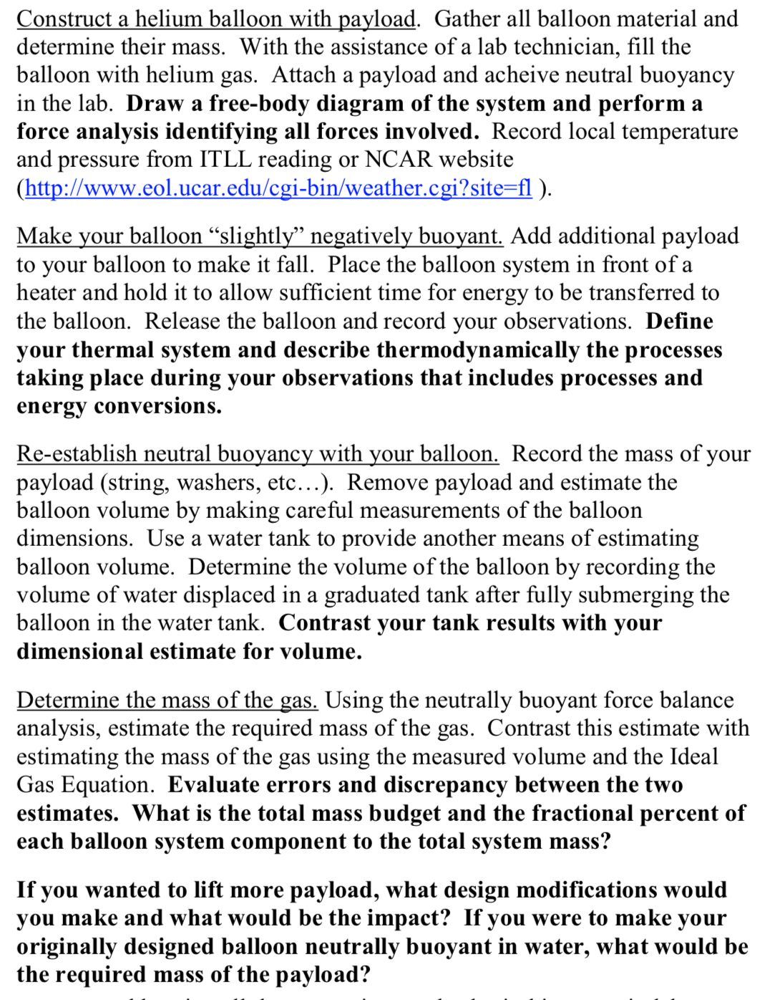 Construct a helium balloon with payload. Gather all balloon material and
determine their mass. With the assistance of a lab technician, fill the
balloon with helium gas. Attach a payload and acheive neutral buoyancy
in the lab. Draw a free-body diagram of the system and perform a
force analysis identifying all forces involved. Record local temperature
and pressure from ITLL reading or NCAR website
(http://www.eol.ucar.edu/cgi-bin/weather.cgi?site=fl ).
Make your balloon “slightly” negatively buoyant. Add additional payload
to your balloon to make it fall. Place the balloon system in front of a
heater and hold it to allow sufficient time for energy to be transferred to
the balloon. Release the balloon and record your observations. Define
your thermal system and describe thermodynamically the processes
taking place during your observations that includes processes and
energy conversions.
Re-establish neutral buoyancy with your balloon. Record the mass of your
payload (string, washers, etc…). Remove payload and estimate the
balloon volume by making careful measurements of the balloon
dimensions. Use a water tank to provide another means of estimating
balloon volume. Determine the volume of the balloon by recording the
volume of water displaced in a graduated tank after fully submerging the
balloon in the water tank. Contrast your tank results with your
dimensional estimate for volume.
Determine the mass of the gas. Using the neutrally buoyant force balance
analysis, estimate the required mass of the gas. Contrast this estimate with
estimating the mass of the gas using the measured volume and the Ideal
Gas Equation. Evaluate errors and discrepancy between the two
estimates. What is the total mass budget and the fractional percent of
each balloon system component to the total system mass?
If you wanted to lift more payload, what design modifications would
you make and what would be the impact? If you were to make your
originally designed balloon neutrally buoyant in water, what would be
the required mass of the payload?